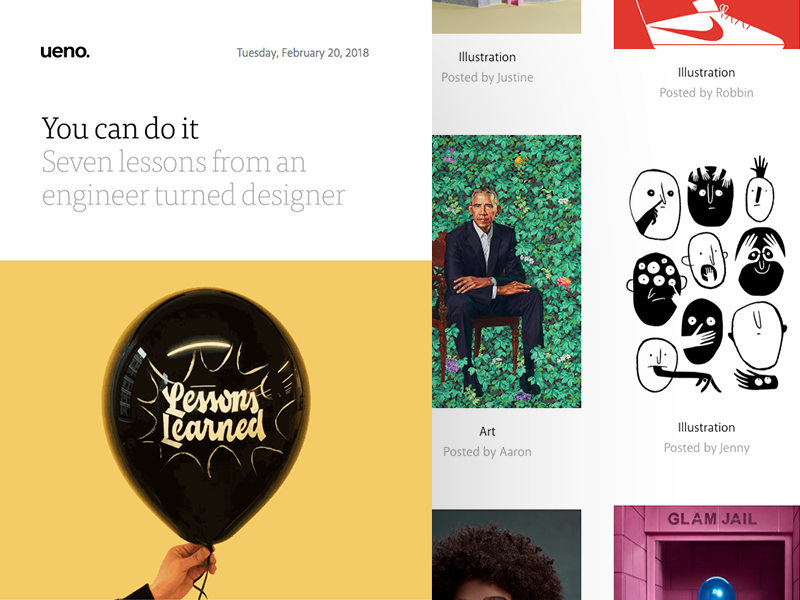 ueno.
Tuesday, February 20, 2018
You can do it
Seven lessons from an
engineer turned designer
Lessons
Learned
Illustration
Posted by Justine
Art
Posted by Aaron
Illustration
Posted by Robbin
Illustration
Posted by Jenny
GLAM JAIL